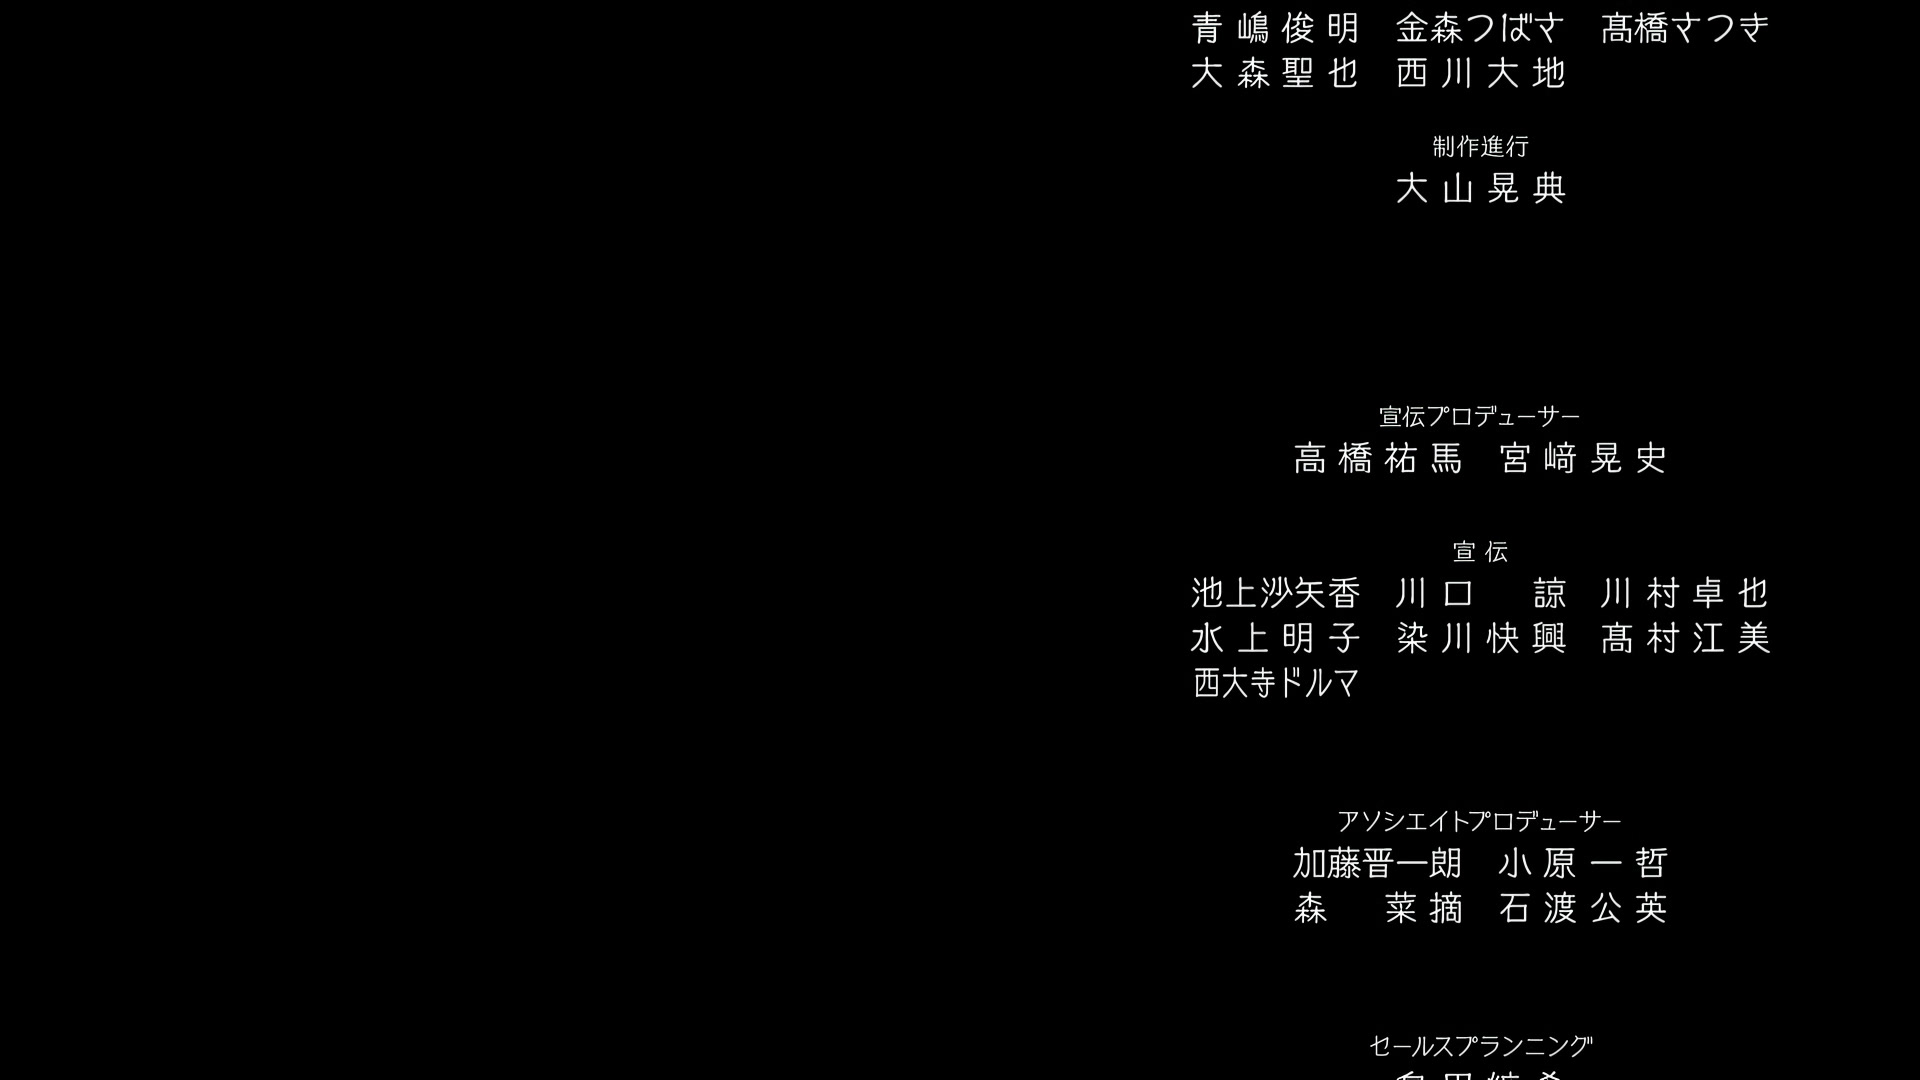 青嶋俊明　金森つばさ　髙橋さつき
大森聖也　西川大地
制作進行
大山晃典
宣伝プロデューサー
高橋祐馬　宮﨑晃史
宣伝
池上沙矢香　川口諒　川村卓也
水上明子　染川快興　髙村江美
西大寺ドルマ
アソシエイトプロデューサー
加藤晋一朗　小原一哲
森菜摘　石渡公英
セールスプランニング